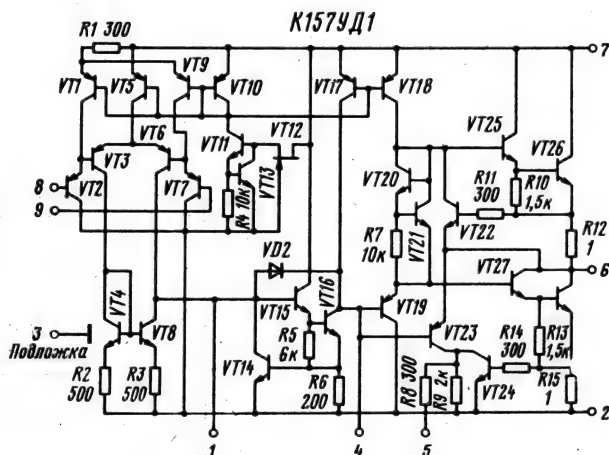 К157УД1
R1 300
7
VT1
VT5
VT9
VT10
VT17
VT18
VT6
VT3
VT11
VT12
VT25
VT26
8
VT2
VT7
VT13
VT20
R11
300
R10
1,5к
9
R4 10к
R7
10к
VT21
VT22
R12
1
VD2
VT27
6
3
Подложка
VT4
VT8
VT15
VT16
VT19
R5
6к
VT23
R14
300
R13
1,5к
R2
500
R3
500
VT14
R6
200
R8 300
R9 2к
VT24
R15
1
2
1
4
5